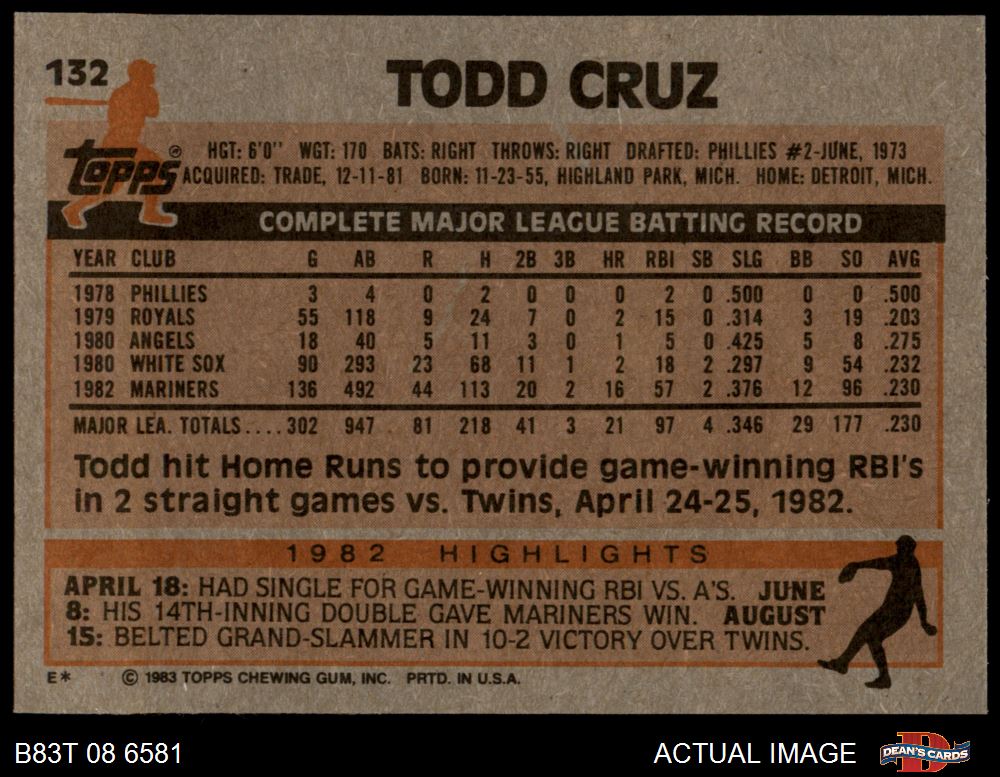 132
TODD CRUZ
topps®
HGT: 6'0" WGT: 170 BATS: RIGHT THROWS: RIGHT DRAFTED: PHILLIES #2-JUNE, 1973
ACQUIRED: TRADE, 12-11-81 BORN: 11-23-55, HIGHLAND PARK, MICH. HOME: DETROIT, MICH.
COMPLETE MAJOR LEAGUE BATTING RECORD
YEAR CLUB G AB R H 2B 3B HR RBI SB SLG BB SO AVG
1978 PHILLIES 3 4 0 2 0 0 0 2 0 .500 0 0 .500
1979 ROYALS 55 118 9 24 7 0 2 15 0 .314 3 19 .203
1980 ANGELS 18 40 5 11 3 0 1 5 0 .425 5 8 .275
1980 WHITE SOX 90 293 23 68 11 1 2 18 2 .297 9 54 .232
1982 MARINERS 136 492 44 113 20 2 16 57 2 .376 12 96 .230
MAJOR LEA. TOTALS....302 947 81 218 41 3 21 97 4 .346 29 177 .230
Todd hit Home Runs to provide game-winning RBI's
in 2 straight games vs. Twins, April 24-25, 1982.
1982 HIGHLIGHTS
APRIL 18: HAD SINGLE FOR GAME-WINNING RBI VS. A'S. JUNE
8: HIS 14TH-INNING DOUBLE GAVE MARINERS WIN. AUGUST
15: BELTED GRAND-SLAMMER IN 10-2 VICTORY OVER TWINS.
E* © 1983 TOPPS CHEWING GUM, INC. PRTD. IN U.S.A.
B83T 08 6581 ACTUAL IMAGE DEAN'S CARDS